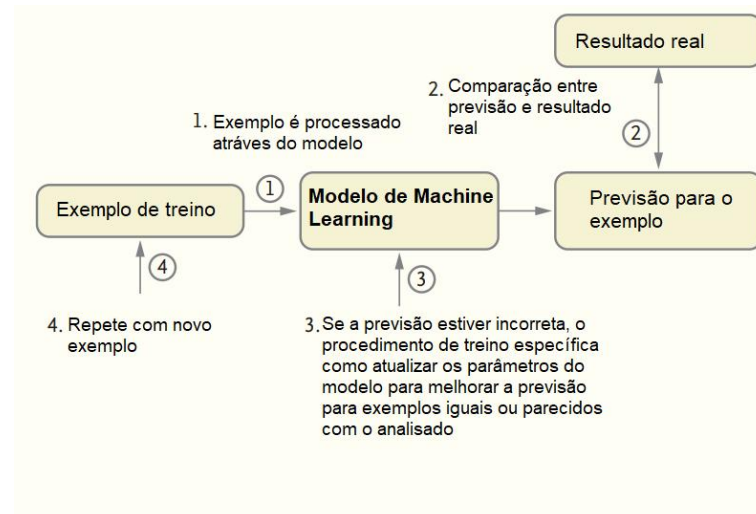 Resultado real
2. Comparação entre
previsão e resultado
real
1. Exemplo é processado
atráves do modelo
2
1
Exemplo de treino
Modelo de Machine
Learning
Previsão para o
exemplo
4
3
4. Repete com novo
exemplo
3. Se a previsão estiver incorreta, o
procedimento de treino específica
como atualizar os parâmetros do
modelo para melhorar a previsão
para exemplos iguais ou parecidos
com o analisado